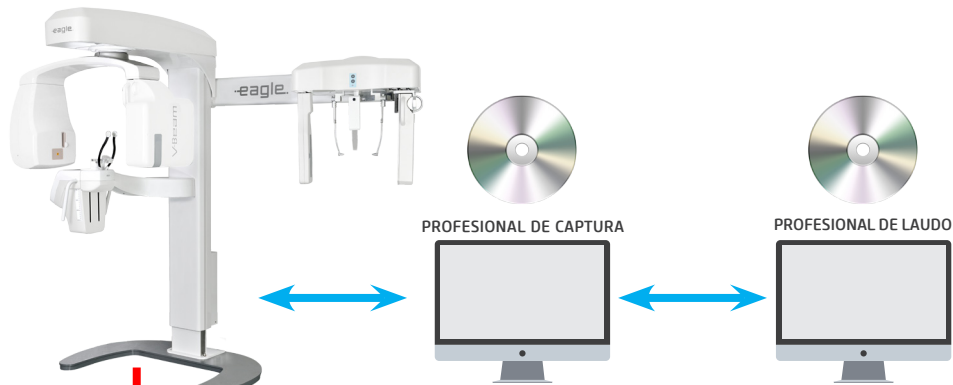 eagle
eagle
VBeam
PROFESIONAL DE CAPTURA
PROFESIONAL DE LAUDO